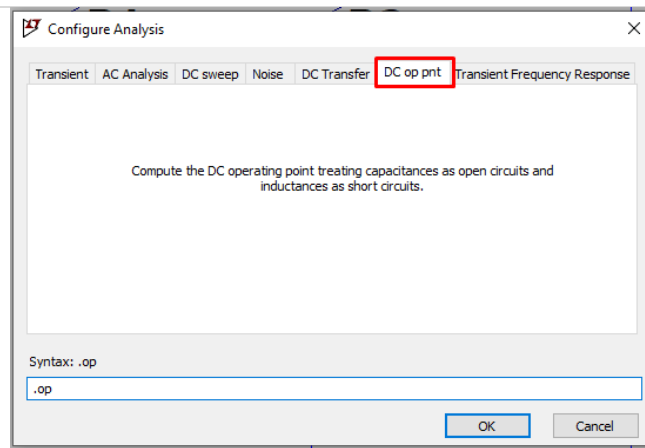 Configure Analysis
Transient AC Analysis DC sweep Noise DC Transfer DC op pnt Transient Frequency Response
Compute the DC operating point treating capacitances as open circuits and
inductances as short circuits.
Syntax: .op
.op
OK Cancel